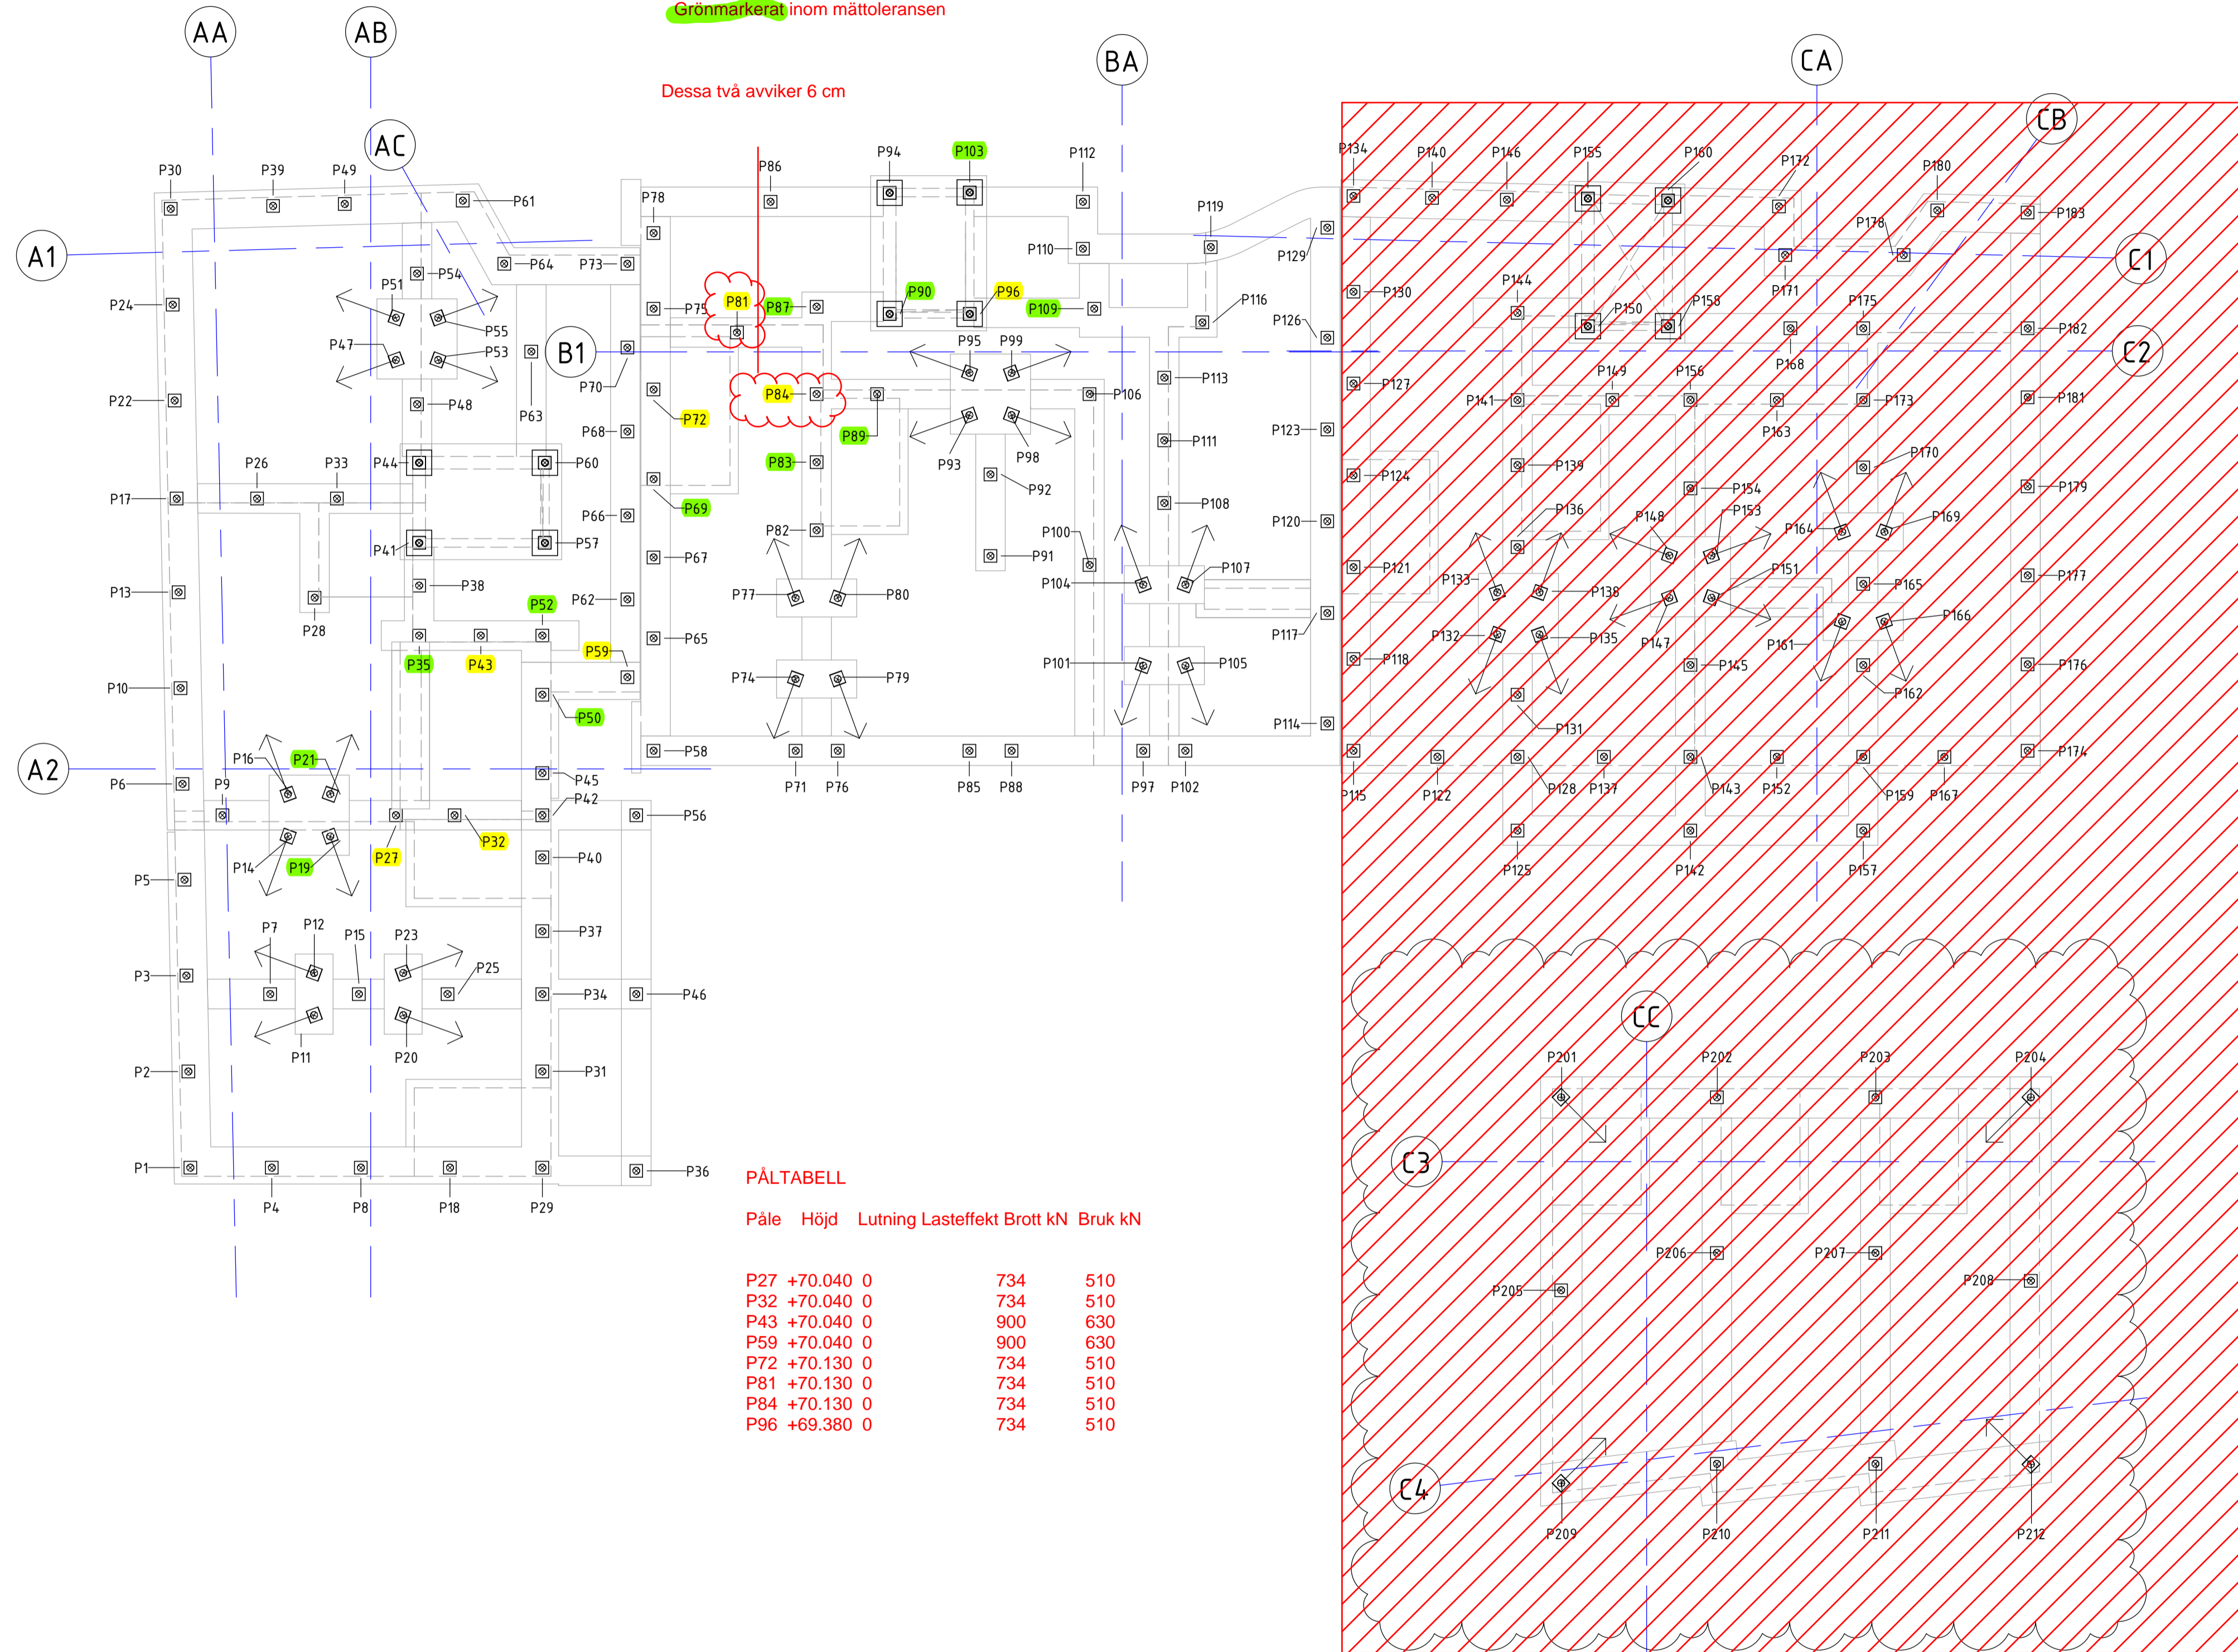 Grönmarkerat inom mättoleransen
AA
AB
BA
CA
Dessa två avviker 6 cm
CB
AC
P30
P39
P49
P61
P78
P86
P94
P103
P112
P119
P134
P140
P146
P155
P160
P172
P180
P178
P183
A1
P64
P73
P110
P129
C1
P54
P51
P24
P55
P75
P81
P87
P90
P96
P109
P116
P130
P144
P150
P158
P171
P175
P126
P182
P47
P53
B1
P95
P99
C2
P70
P113
P127
P149
P156
P168
P22
P48
P63
P72
P84
P106
P141
P163
P173
P181
P68
P89
P123
P44
P60
P83
P93
P98
P139
P170
P26
P33
P92
P124
P154
P179
P17
P69
P108
P111
P66
P136
P148
P153
P120
P82
P100
P164
P169
P41
P57
P67
P91
P121
P133
P104
P107
P13
P38
P62
P77
P80
P138
P151
P165
P177
P52
P28
P117
P166
P35
P43
P59
P65
P132
P135
P147
P161
P101
P105
P118
P145
P176
P10
P74
P79
P162
P50
P114
P131
P58
P174
A2
P16
P21
P6
P9
P45
P71
P76
P85
P88
P97
P102
P115
P122
P128
P137
P143
P152
P159
P167
P42
P56
P14
P19
P27
P32
P40
P125
P142
P157
P5
P7
P12
P15
P23
P37
P3
P25
P34
P46
CC
P11
P20
P201
P202
P203
P204
P2
P31
P1
P36
C3
PÅLTABELL
P4
P8
P18
P29
Påle Höjd Lutning Lasteffekt Brott kN Bruk kN
P206
P207
P205
P208
P27 +70.040 0 734 510
P32 +70.040 0 734 510
P43 +70.040 0 900 630
P59 +70.040 0 900 630
P72 +70.130 0 734 510
P81 +70.130 0 734 510
P84 +70.130 0 734 510
P96 +69.380 0 734 510
C4
P209
P210
P211
P212